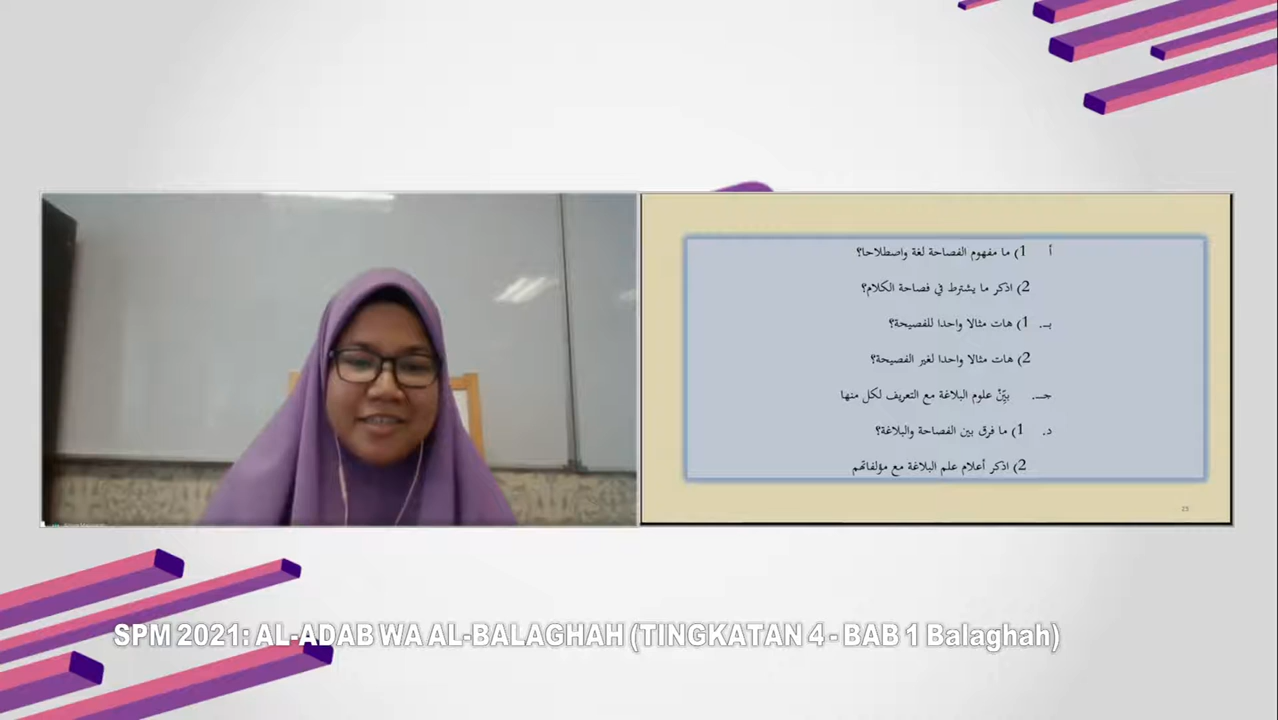 أ 1) ما مفهوم الفصاحة لغة واصطلاحا؟
2) اذكر ما يشترط في فصاحة الكلام؟
بـ. 1) هات مثالا واحدا للفصيحة؟
2) هات مثالا واحدا لغير الفصيحة؟
جـ. بيّنْ علوم البلاغة مع التعريف لكل منها
د. 1) ما فرق بين الفصاحة والبلاغة؟
2) اذكر أعلام علم البلاغة مع مؤلفاتهم
23
SPM 2021: AL-ADAB WA AL-BALAGHAH (TINGKATAN 4 - BAB 1 Balaghah)